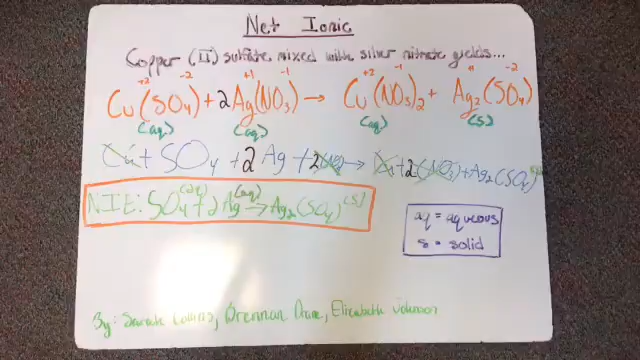 Net Ionic
Copper (II) sulfate mixed with silver nitrate yields...
+2 -2 +1 -1 +2 -1 -2
Cu(SO4) + 2Ag(NO3) → Cu(NO3)2 + Ag2(SO4)
(aq) (aq) (aq) (s)
Cu + SO4 + 2Ag + 2(NO3) → Cu + 2(NO3) + Ag2(SO4)
NIE: SO4(aq) + 2Ag(aq) → Ag2(SO4)(s)
aq = aqueous
s = solid
By: Sarah Collins, Brennan, Elizabeth Johnson